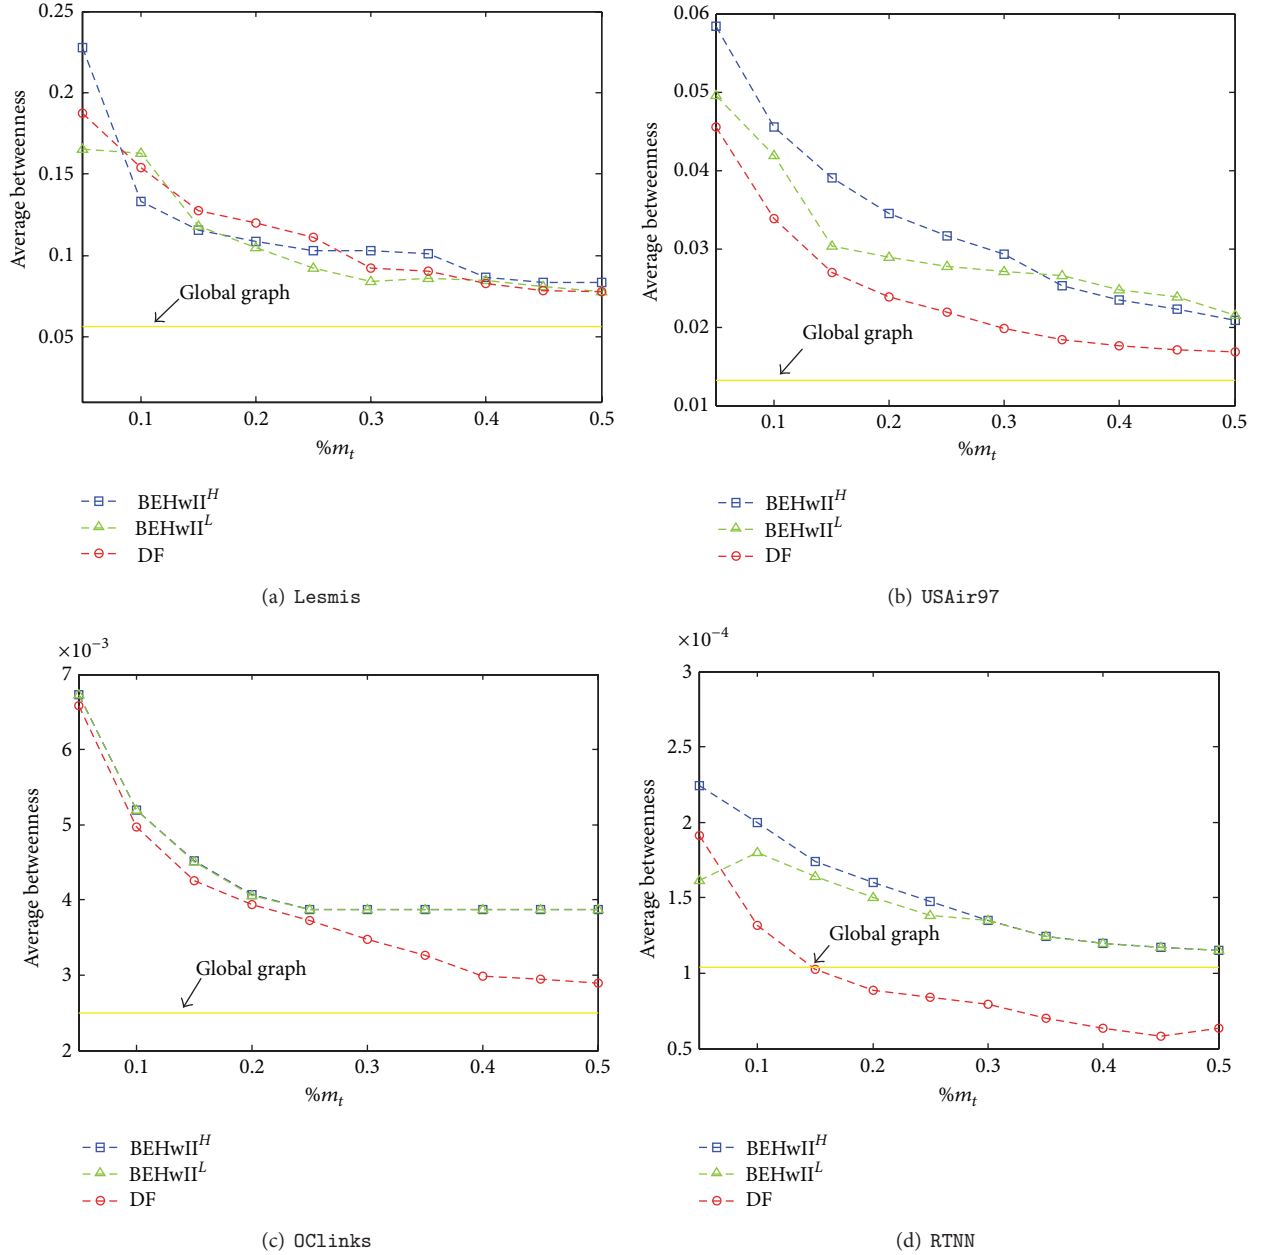 0.25
0.2
0.15
0.1
0.05
Average betweenness
Global graph
0.1 0.2 0.3 0.4 0.5
%m_t
BEHwII^H
BEHwII^L
DF
(a) Lesmis
0.06
0.05
0.04
0.03
0.02
0.01
Average betweenness
Global graph
0.1 0.2 0.3 0.4 0.5
%m_t
BEHwII^H
BEHwII^L
DF
(b) USAir97
×10^−3
7
6
5
4
3
2
Average betweenness
Global graph
0.1 0.2 0.3 0.4 0.5
%m_t
BEHwII^H
BEHwII^L
DF
(c) OClinks
×10^−4
3
2.5
2
1.5
1
0.5
Average betweenness
Global graph
0.1 0.2 0.3 0.4 0.5
%m_t
BEHwII^H
BEHwII^L
DF
(d) RTNN